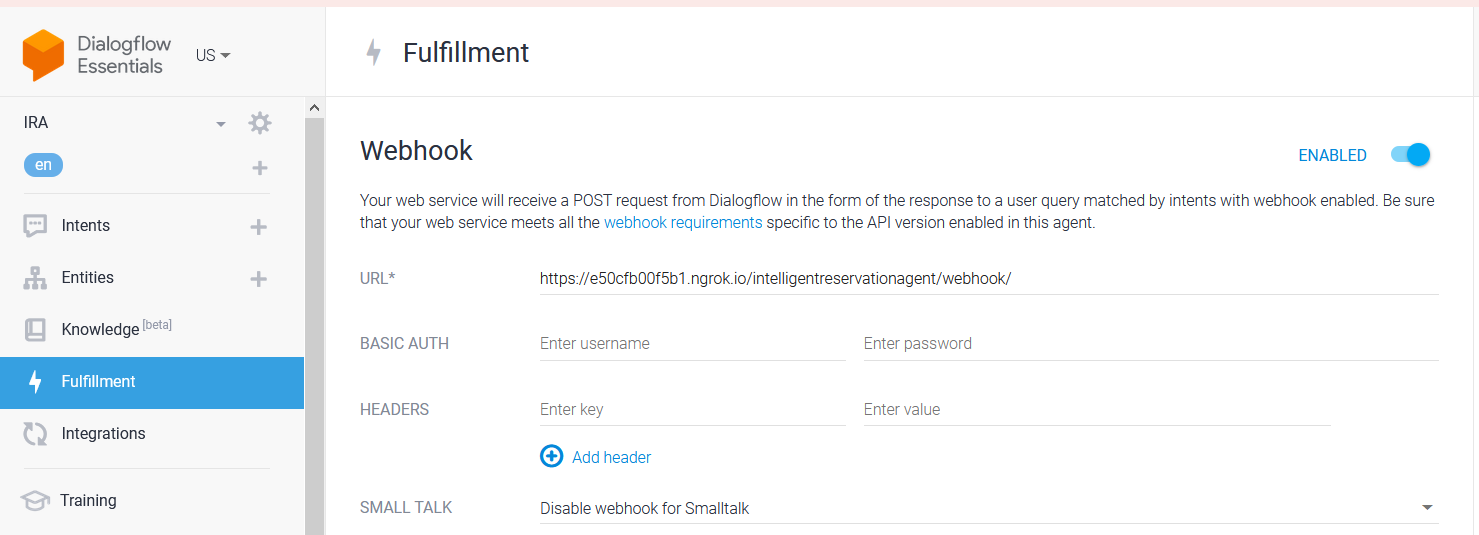 Dialogflow
Essentials
US
Fulfillment
IRA
en
Intents
Entities
Knowledge [beta]
Fulfillment
Integrations
Training
Webhook
ENABLED
Your web service will receive a POST request from Dialogflow in the form of the response to a user query matched by intents with webhook enabled. Be sure
that your web service meets all the webhook requirements specific to the API version enabled in this agent.
URL* https://e50cfb00f5b1.ngrok.io/intelligentreservationagent/webhook/
BASIC AUTH Enter username Enter password
HEADERS Enter key Enter value
Add header
SMALL TALK Disable webhook for Smalltalk